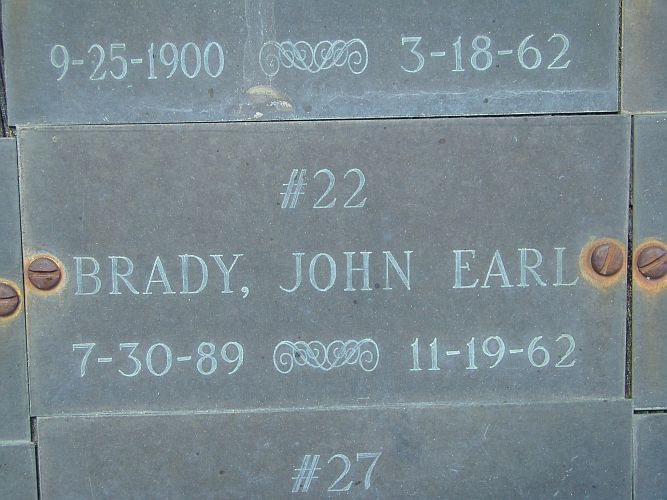 9-25-1900 3-18-62
#22
BRADY, JOHN EARL
7-30-89 11-19-62
#27